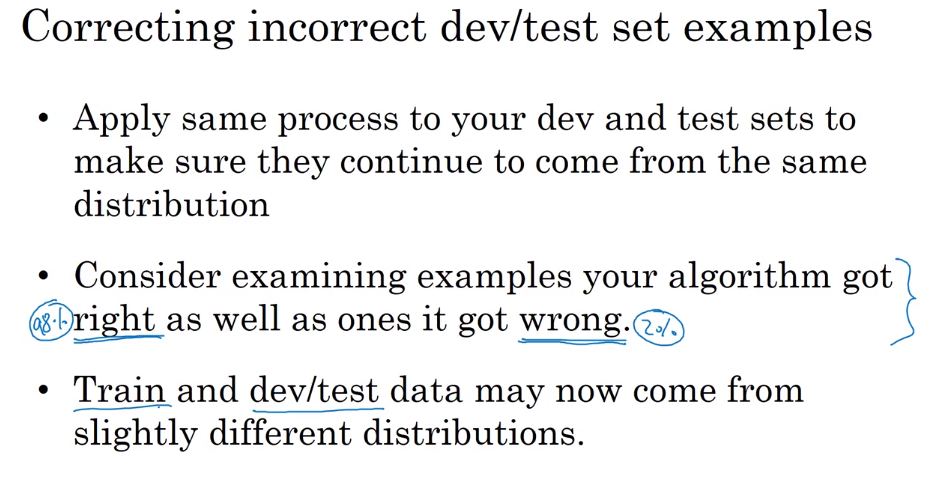 Correcting incorrect dev/test set examples
• Apply same process to your dev and test sets to
make sure they continue to come from the same
distribution
• Consider examining examples your algorithm got
98% right as well as ones it got wrong. 2%
• Train and dev/test data may now come from
slightly different distributions.